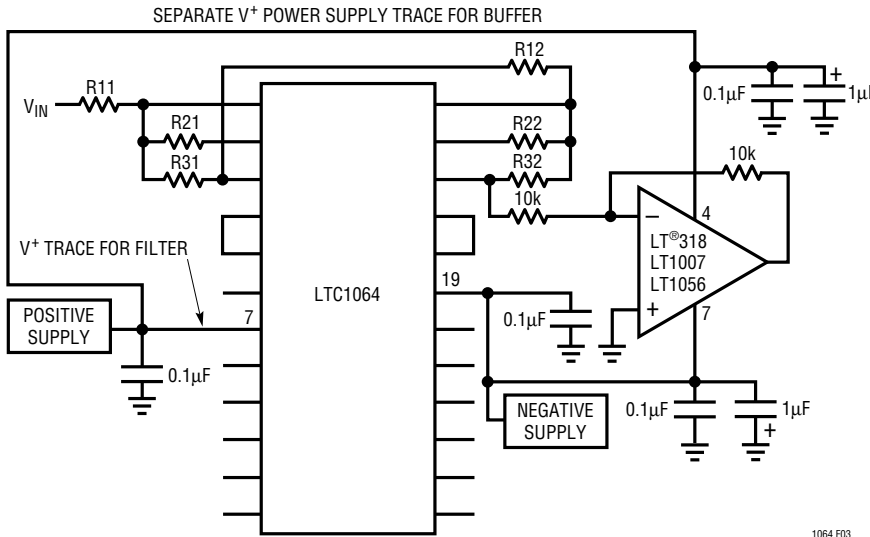 SEPARATE V+ POWER SUPPLY TRACE FOR BUFFER
R12
R11
VIN
R21
R31
R22
R32
10k
0.1µF
+
1µF
10k
–
4
LT®318
LT1007
LT1056
+
7
V+ TRACE FOR FILTER
LTC1064
19
POSITIVE
SUPPLY
7
0.1µF
0.1µF
NEGATIVE
SUPPLY
0.1µF
1µF
+
1064 F03